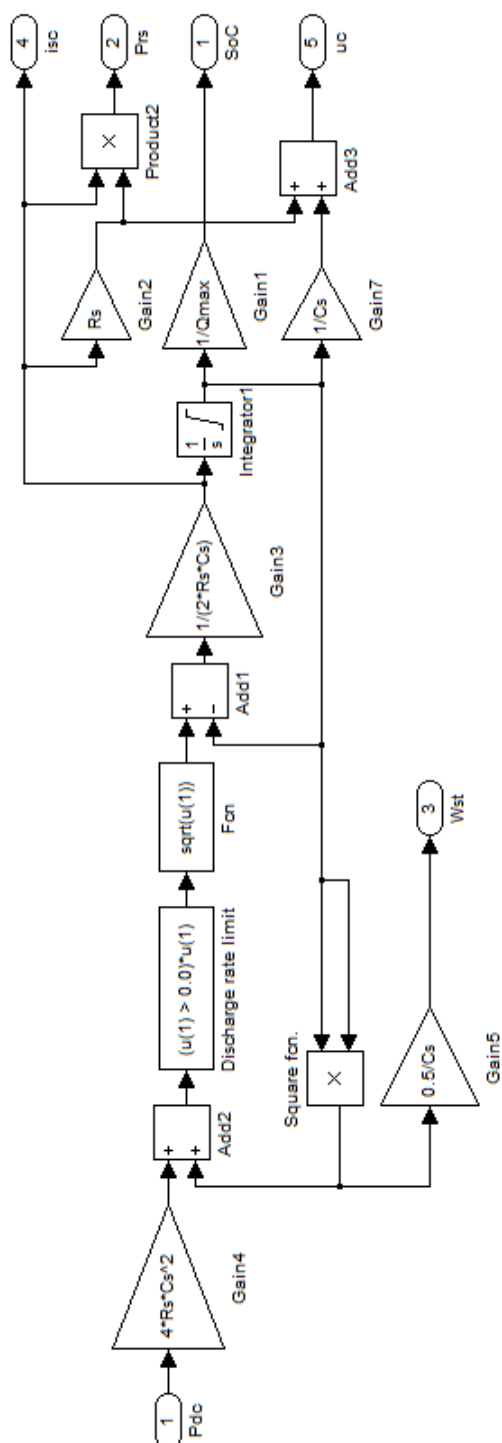 1
Pdc
4*Rs*Cs^2
Gain4
+
+
Add2
(u(1) > 0.0)*u(1)
Discharge rate limit
sqrt(u(1))
Fcn
+
−
Add1
1/(2*Rs*Cs)
Gain3
1
s
Integrator1
Rs
Gain2
×
Product2
4
isc
2
Prs
1/Qmax
Gain1
1
SoC
1/Cs
Gain7
+
+
Add3
5
uc
Square fcn.
×
0.5/Cs
Gain5
3
Wst